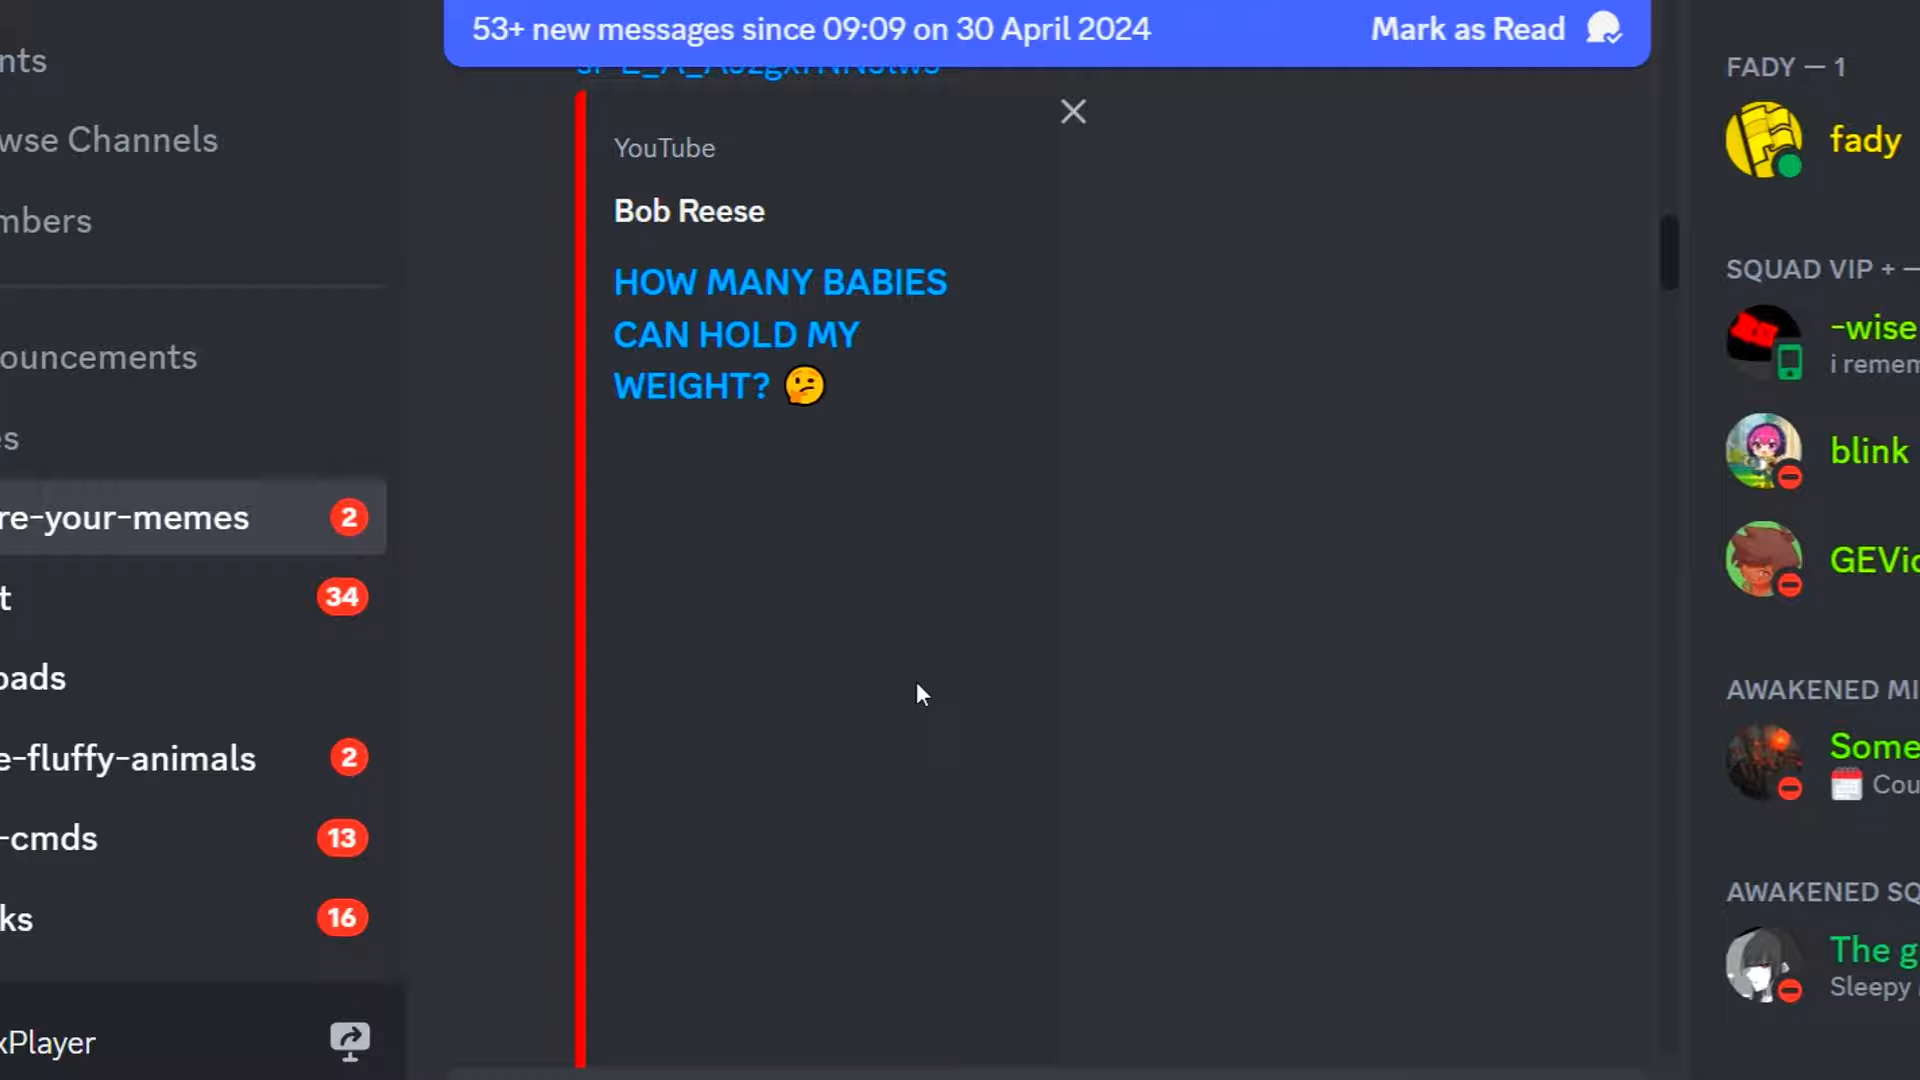 53+ new messages since 09:09 on 30 April 2024
Mark as Read
nts
wse Channels
mbers
ouncements
es
re-your-memes
2
t
34
oads
e-fluffy-animals
2
-cmds
13
ks
16
xPlayer
YouTube
Bob Reese
HOW MANY BABIES
CAN HOLD MY
WEIGHT? 🤔
FADY — 1
fady
SQUAD VIP + —
-wise
i remem
blink
GEVid
AWAKENED MI
Some
Cou
AWAKENED SQ
The g
Sleepy